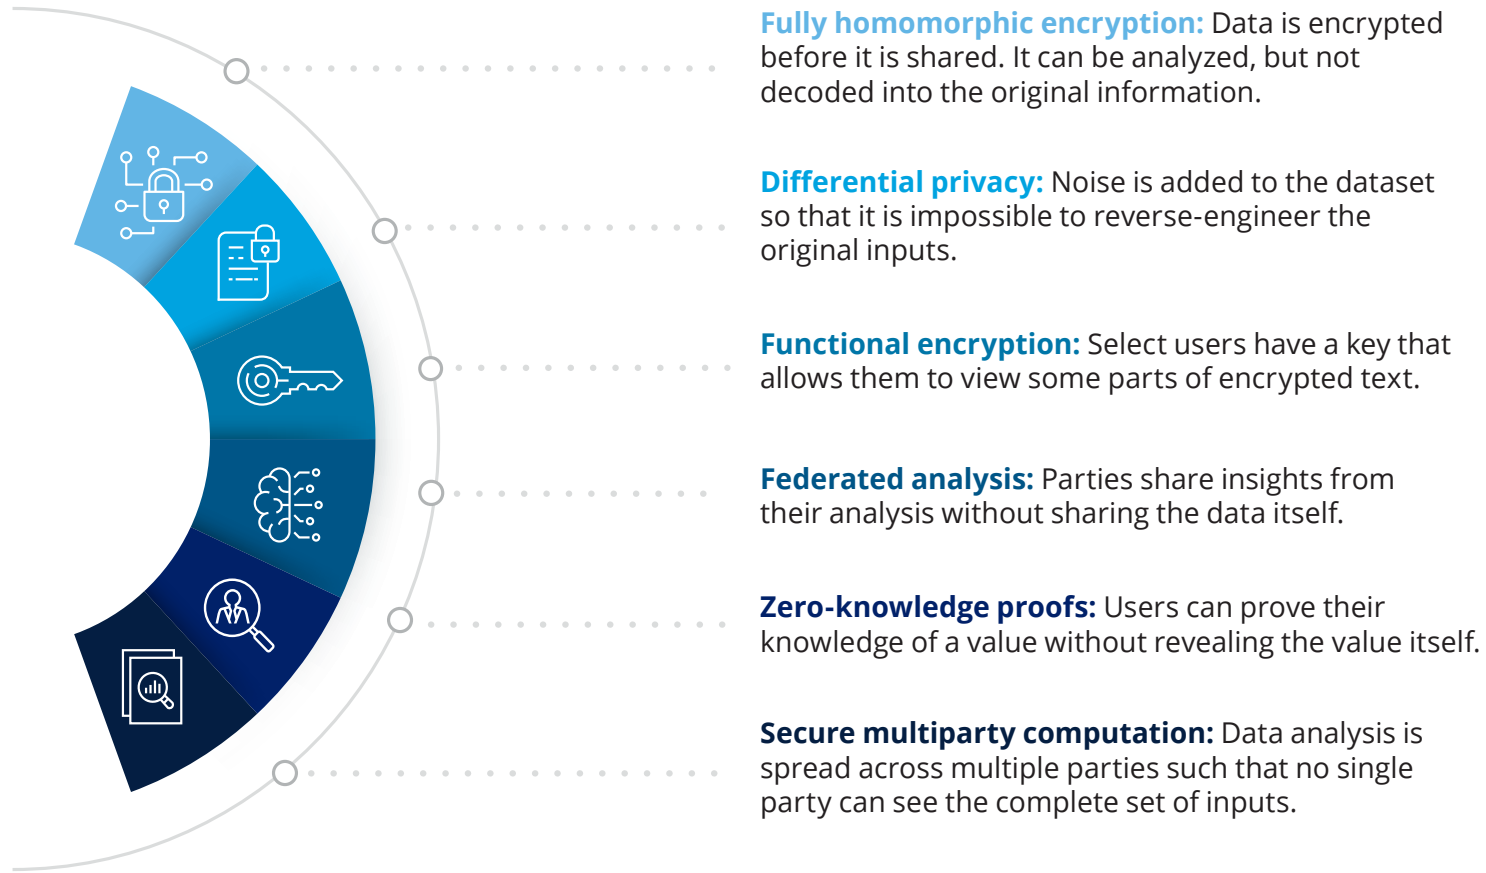 Fully homomorphic encryption: Data is encrypted
before it is shared. It can be analyzed, but not
decoded into the original information.
Differential privacy: Noise is added to the dataset
so that it is impossible to reverse-engineer the
original inputs.
Functional encryption: Select users have a key that
allows them to view some parts of encrypted text.
Federated analysis: Parties share insights from
their analysis without sharing the data itself.
Zero-knowledge proofs: Users can prove their
knowledge of a value without revealing the value itself.
Secure multiparty computation: Data analysis is
spread across multiple parties such that no single
party can see the complete set of inputs.